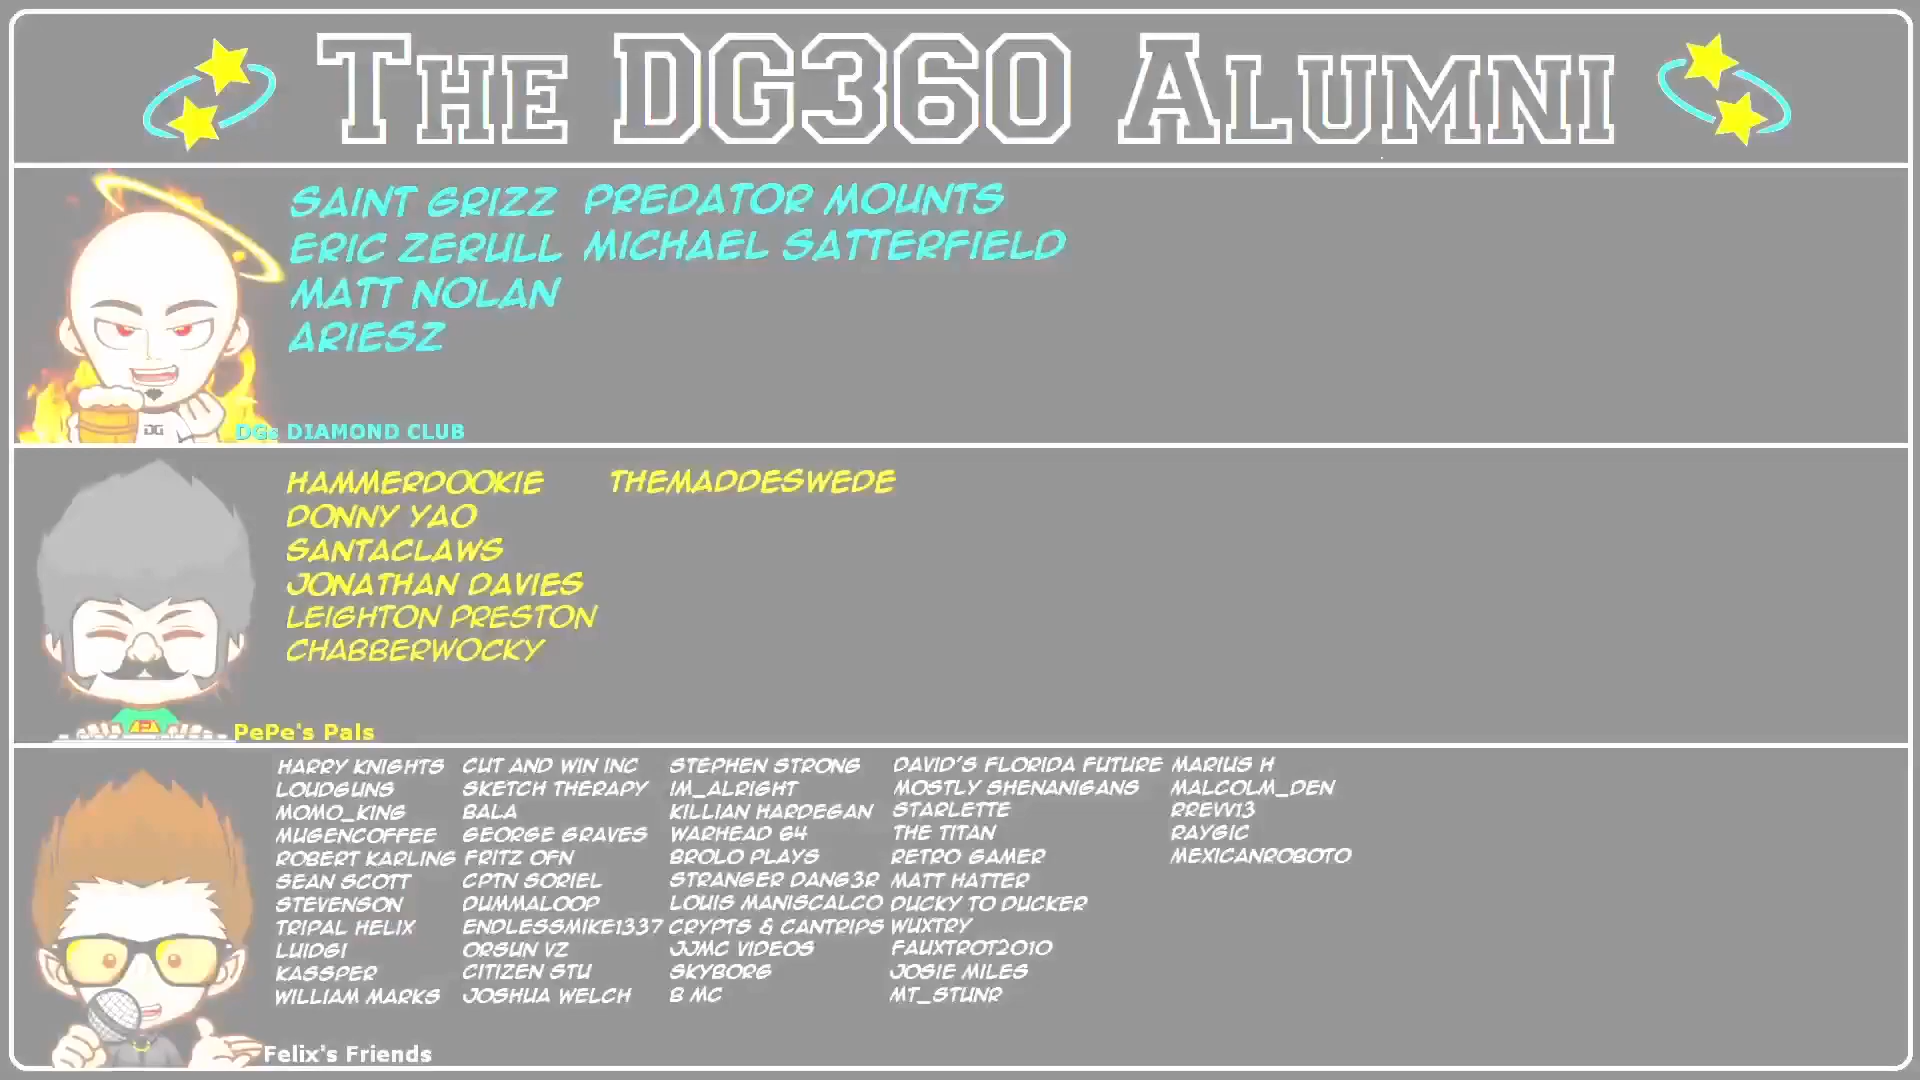 THE DG360 ALUMNI
SAINT GRIZZ
ERIC ZERULL
MATT NOLAN
ARIESZ
PREDATOR MOUNTS
MICHAEL SATTERFIELD
DG
DGs DIAMOND CLUB
HAMMERDOOKIE
DONNY YAO
SANTACLAWS
JONATHAN DAVIES
LEIGHTON PRESTON
CHABBERWOCKY
THEMADDESWEDE
PePe's Pals
HARRY KNIGHTS
LOUDGUNS
MOMO_KING
MUGENCOFFEE
ROBERT KARLING
SEAN SCOTT
STEVENSON
TRIPAL HELIX
LUIDGI
KASSPER
WILLIAM MARKS
CUT AND WIN INC
SKETCH THERAPY
BALA
GEORGE GRAVES
FRITZ OFN
CPTN SORIEL
DUMMALOOP
ENDLESSMIKE1337
ORSUN VZ
CITIZEN STU
JOSHUA WELCH
STEPHEN STRONG
IM_ALRIGHT
KILLIAN HARDEGAN
WARHEAD 64
BROLO PLAYS
STRANGER DANG3R
LOUIS MANISCALCO
CRYPTS & CANTRIPS
JJMC VIDEOS
SKYBORG
B MC
DAVID'S FLORIDA FUTURE
MOSTLY SHENANIGANS
STARLETTE
THE TITAN
RETRO GAMER
MATT HATTER
DUCKY TO DUCKER
WUXTRY
FAUXTROT2010
JOSIE MILES
MT_STUNR
MARIUS H
MALCOLM_DEN
RREW13
RAYGIC
MEXICANROBOTO
Felix's Friends